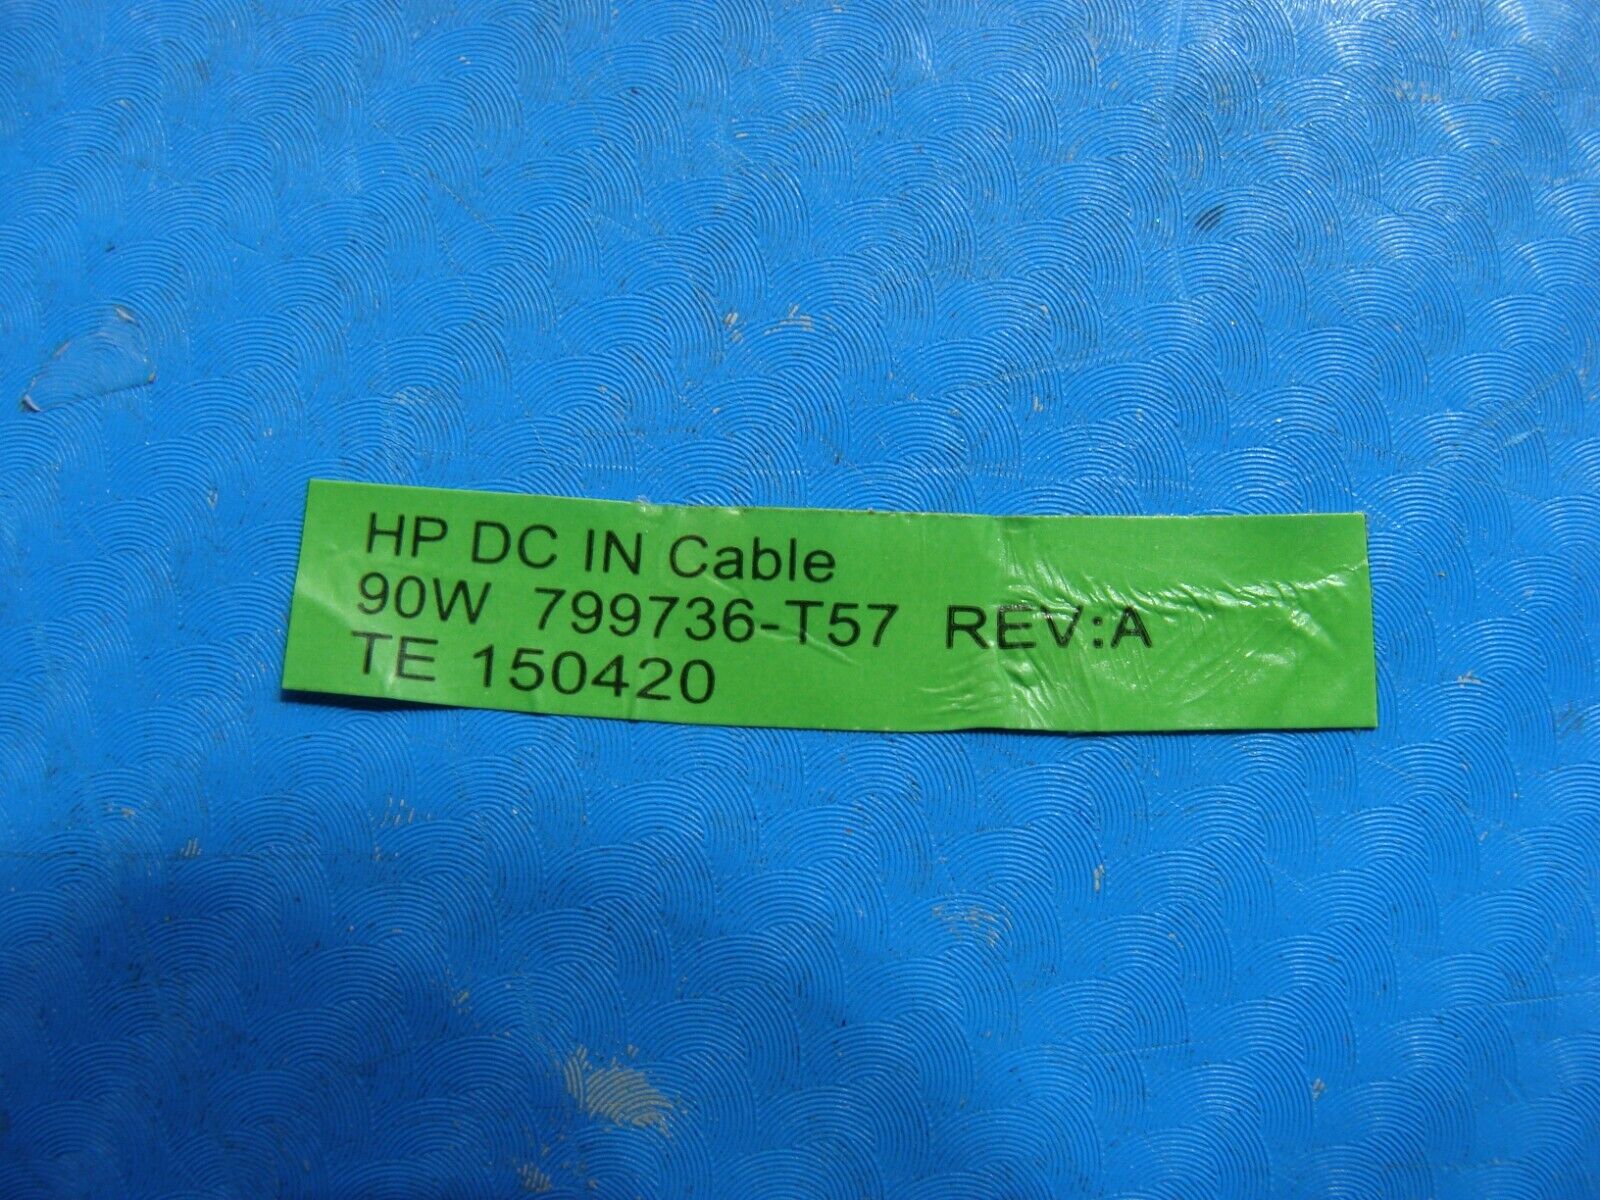 HP DC IN Cable
90W 799736-T57 REV:A
TE 150420